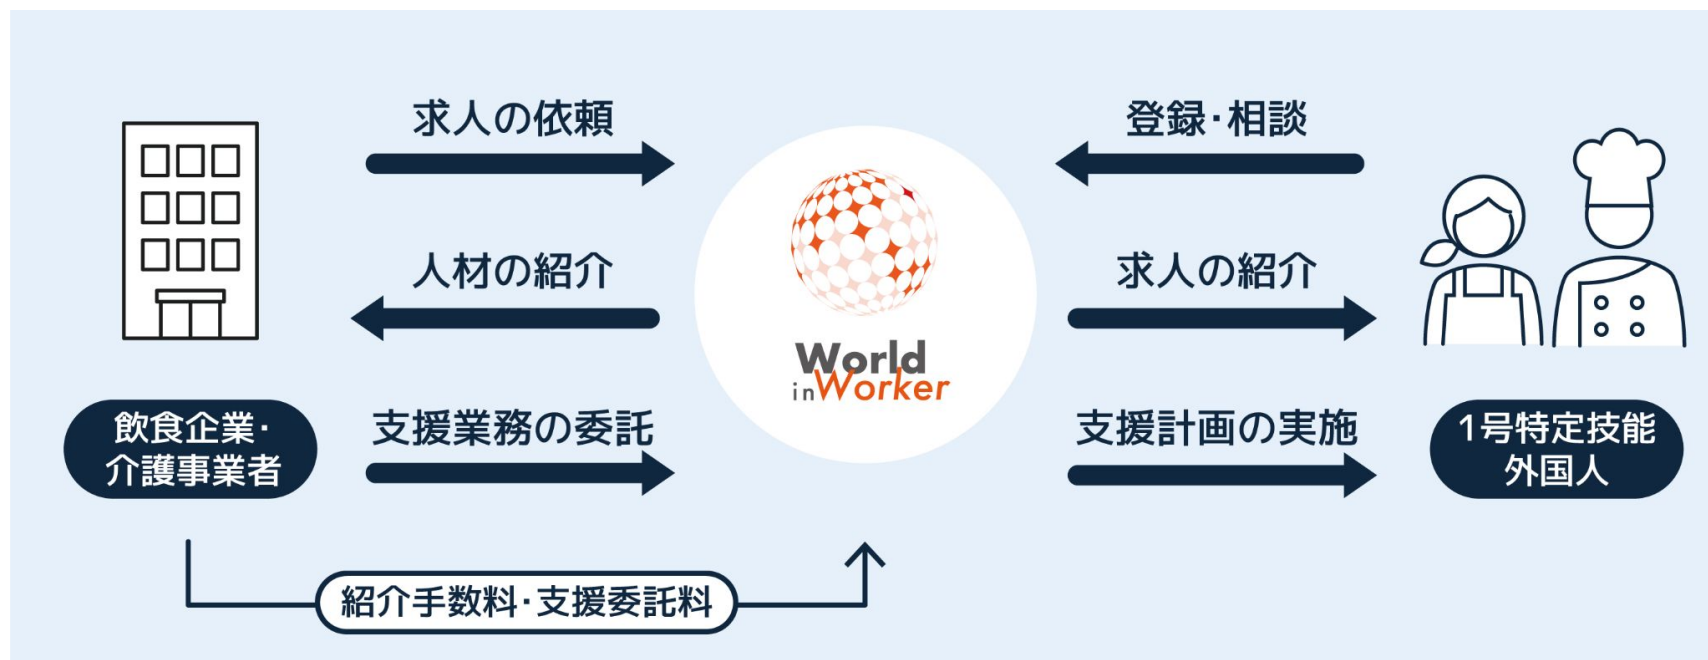 求人の依頼
登録・相談
人材の紹介
求人の紹介
World
inWorker
支援業務の委託
支援計画の実施
飲食企業・
介護事業者
1号特定技能
外国人
紹介手数料・支援委託料